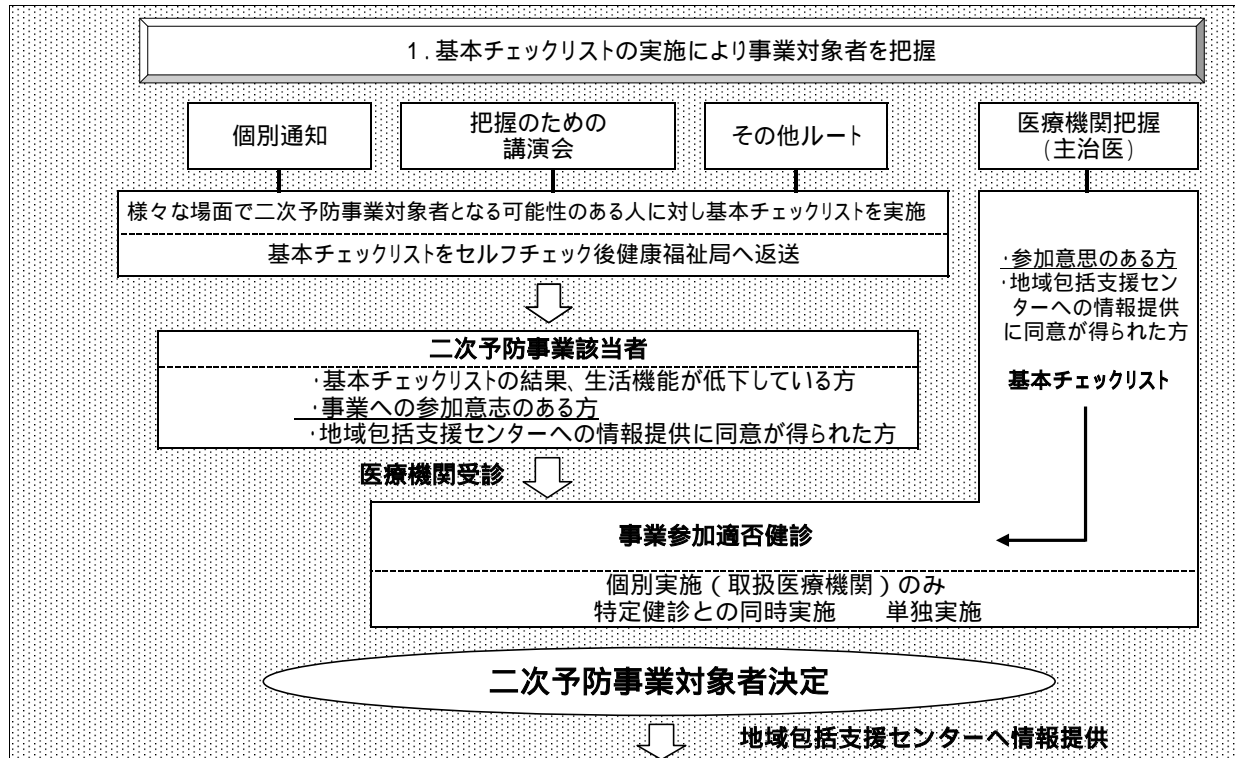 １.基本チェックリストの実施により事業対象者を把握
個別通知
把握のための
講演会
その他ルート
医療機関把握
(主治医)
様々な場面で二次予防事業対象者となる可能性のある人に対し基本チェックリストを実施
基本チェックリストをセルフチェック後健康福祉局へ返送
・参加意思のある方
・地域包括支援セン
ターへの情報提供
に同意が得られた方
基本チェックリスト
二次予防事業該当者
・基本チェックリストの結果、生活機能が低下している方
・事業への参加意志のある方
・地域包括支援センターへの情報提供に同意が得られた方
医療機関受診
事業参加適否健診
個別実施（取扱医療機関）のみ
特定健診との同時実施　　単独実施
二次予防事業対象者決定
地域包括支援センターへ情報提供